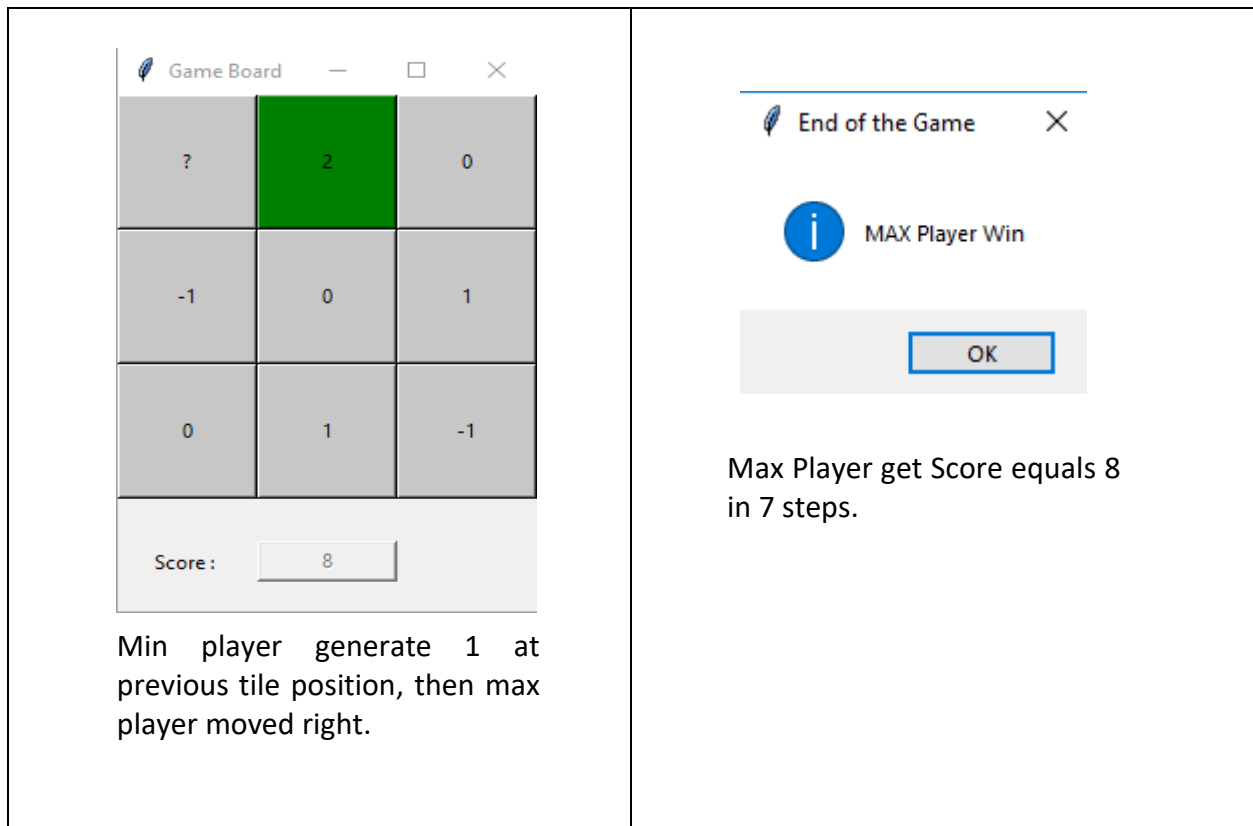 Game Board
? 2 0
-1 0 1
0 1 -1
Score : 8
Min player generate 1 at
previous tile position, then max
player moved right.
End of the Game
i MAX Player Win
OK
Max Player get Score equals 8
in 7 steps.